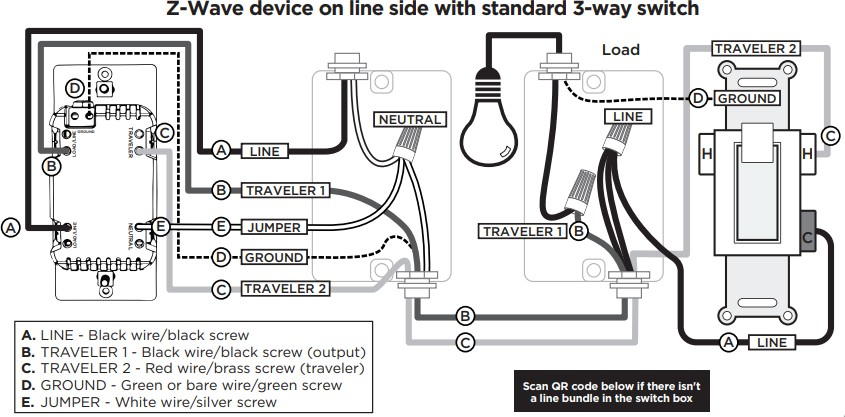 Z-Wave device on line side with standard 3-way switch
Load
TRAVELER 2
D
D
GROUND
NEUTRAL
LINE
C
C
GROUND
TRAVELER
H
H
A
LINE
B
B
TRAVELER 1
A
E
E
JUMPER
TRAVELER 1
B
C
NEUTRAL
D
GROUND
C
TRAVELER 2
B
C
A
LINE
A. LINE - Black wire/black screw
B. TRAVELER 1 - Black wire/black screw (output)
C. TRAVELER 2 - Red wire/brass screw (traveler)
D. GROUND - Green or bare wire/green screw
E. JUMPER - White wire/silver screw
Scan QR code below if there isn't
a line bundle in the switch box